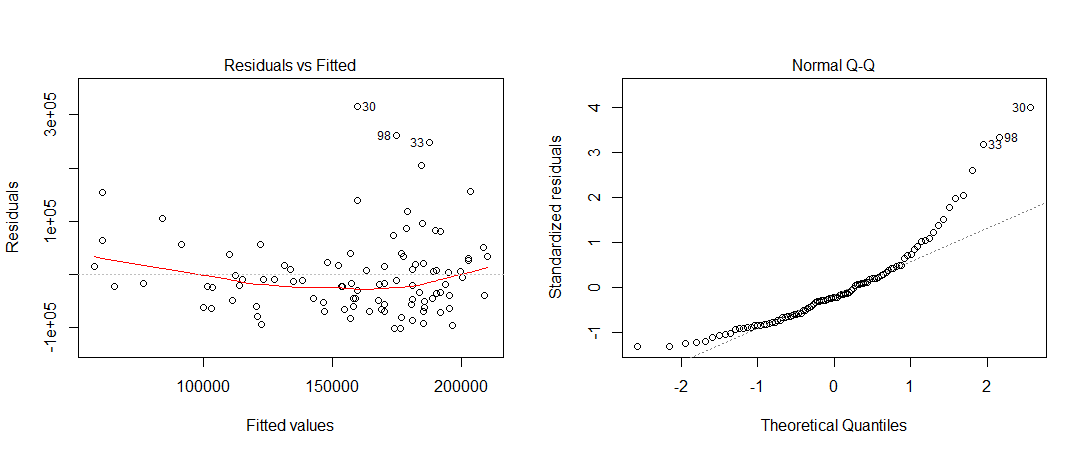 Residuals vs Fitted
Residuals
-1e+05
1e+05
3e+05
30
98
33
100000
150000
200000
Fitted values
Normal Q-Q
Standardized residuals
-1
0
1
2
3
4
30
98
33
-2
-1
0
1
2
Theoretical Quantiles